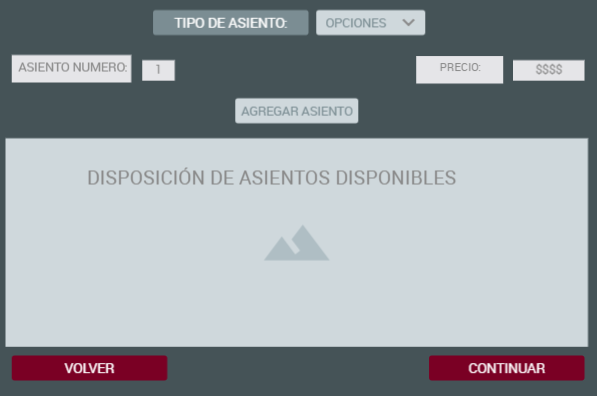 TIPO DE ASIENTO: OPCIONES
ASIENTO NUMERO: 1 PRECIO: $$$$
AGREGAR ASIENTO
DISPOSICIÓN DE ASIENTOS DISPONIBLES
VOLVER CONTINUAR